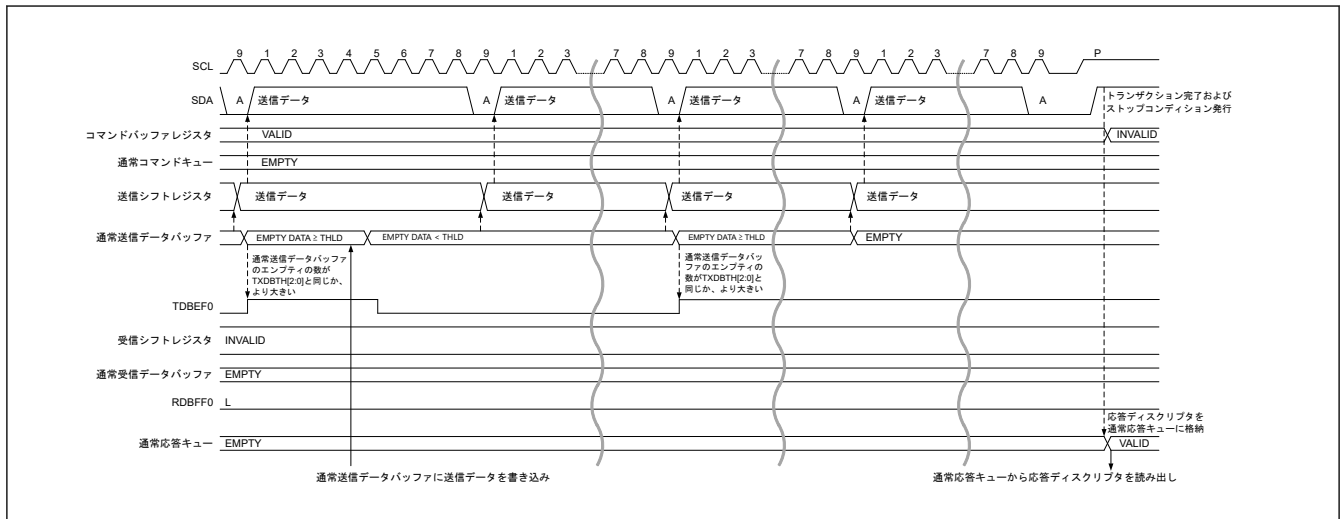 SCL 9 1 2 3 4 5 6 7 8 9 1 2 3 7 8 9 1 2 3 7 8 9 1 2 3 7 8 9 P
SDA A 送信データ A 送信データ A 送信データ A 送信データ A
トランザクション完了および
ストップコンディション発行
コマンドバッファレジスタ VALID INVALID
通常コマンドキュー EMPTY
送信シフトレジスタ 送信データ 送信データ 送信データ 送信データ
通常送信データバッファ EMPTY DATA ≥ THLD EMPTY DATA < THLD EMPTY DATA ≥ THLD EMPTY
通常送信データバッファ
のエンプティの数が
TXDBTH[2:0]と同じか、
より大きい
通常送信データバッ
ファのエンプティの
数がTXDBTH[2:0]と
同じか、より大きい
TDBEF0
受信シフトレジスタ INVALID
通常受信データバッファ EMPTY
RDBFF0 L
応答ディスクリプタを
通常応答キューに格納
通常応答キュー EMPTY VALID
通常送信データバッファに送信データを書き込み
通常応答キューから応答ディスクリプタを読み出し